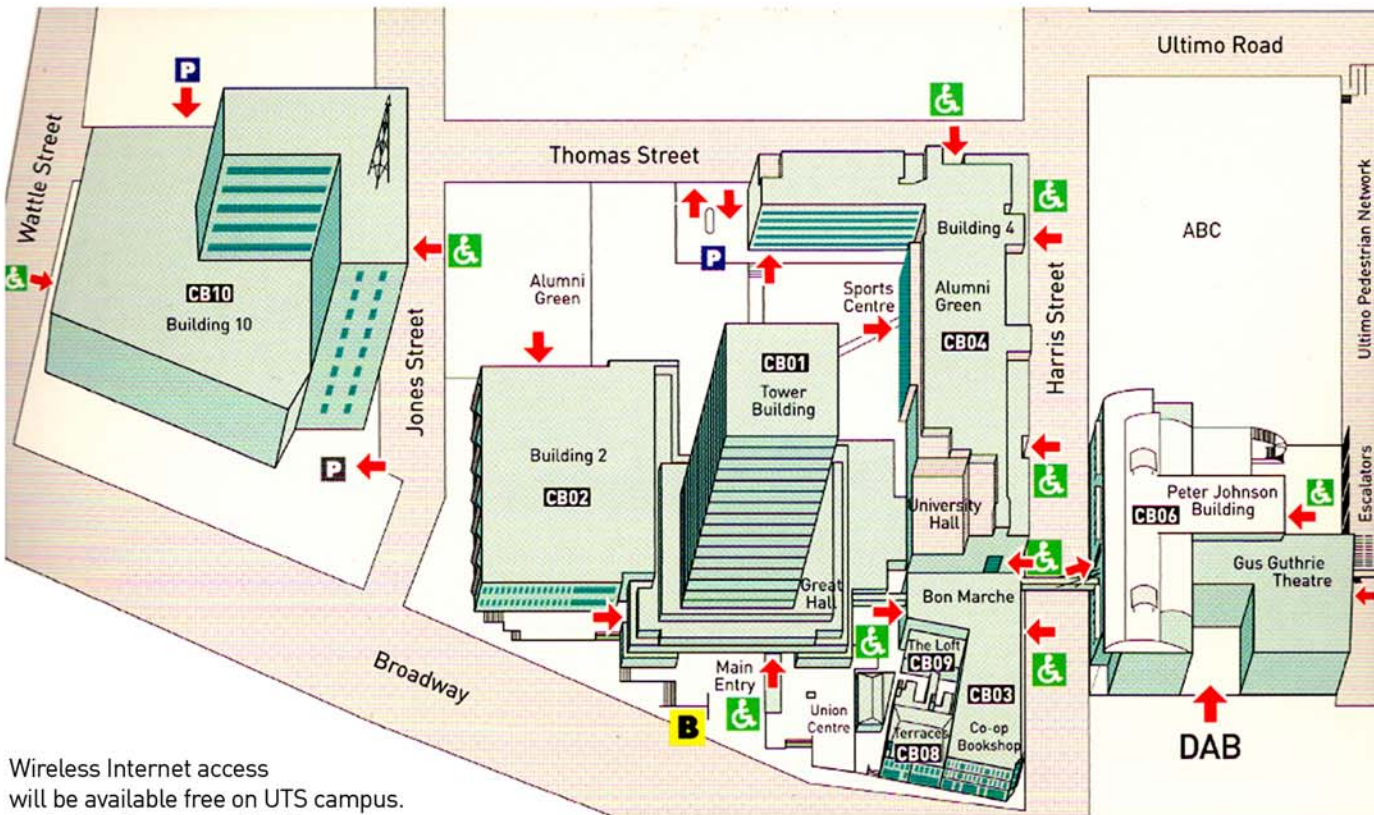 Ultimo Road
P
Wattle Street
Thomas Street
Building 4
ABC
Ultimo Pedestrian Network
P
CB10
Building 10
Alumni
Green
Sports
Centre
Alumni
Green
CB04
Harris Street
Jones Street
CB01
Tower
Building
Building 2
CB02
P
University
Hall
Peter Johnson
Building
CB06
Escalators
Gus Guthrie
Theatre
Great
Hall
Bon Marche
The Loft
CB09
CB03
Broadway
Main
Entry
B
Union
Centre
Terraces
CB08
Co-op
Bookshop
DAB
Wireless Internet access
will be available free on UTS campus.